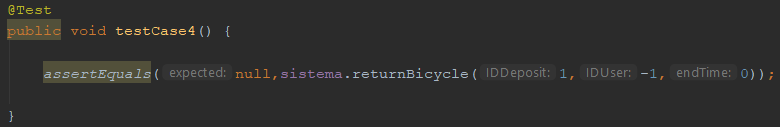 @Test
public void testCase4() {
assertEquals( expected: null,sistema.returnBicycle( IDDeposit: 1, IDUser: -1, endTime: 0));
}